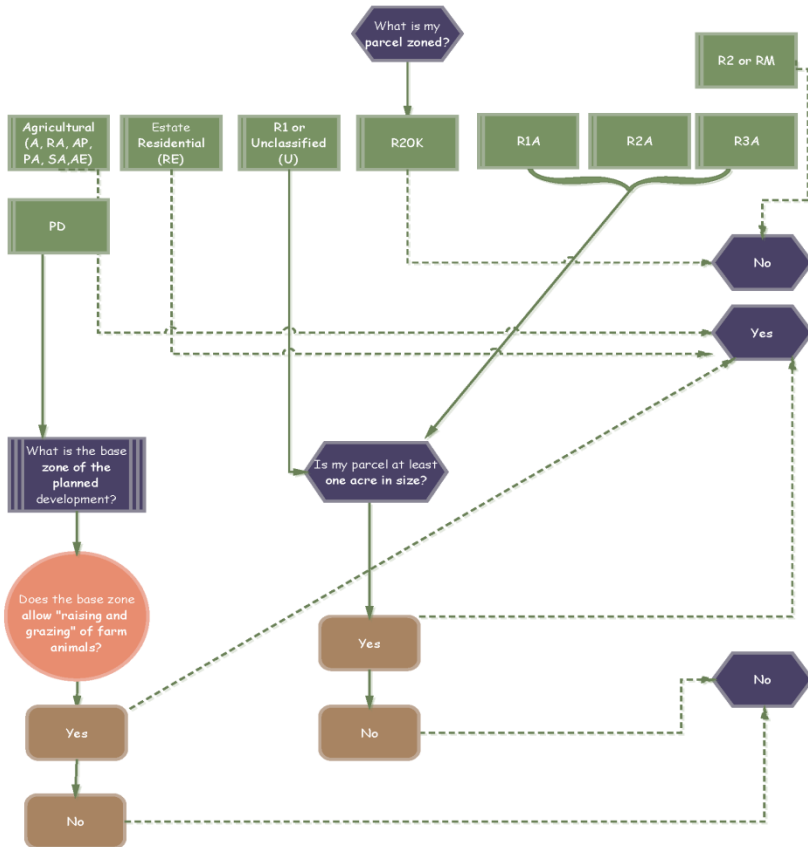 What is my
parcel zoned?
R2 or RM
Agricultural
(A, RA, AP,
PA, SA,AE)
Estate
Residential
(RE)
R1 or
Unclassified
(U)
R20K
R1A
R2A
R3A
PD
No
Yes
What is the base
zone of the
planned
development?
Is my parcel at least
one acre in size?
Does the base zone
allow "raising and
grazing" of farm
animals?
Yes
No
Yes
No
Yes
No